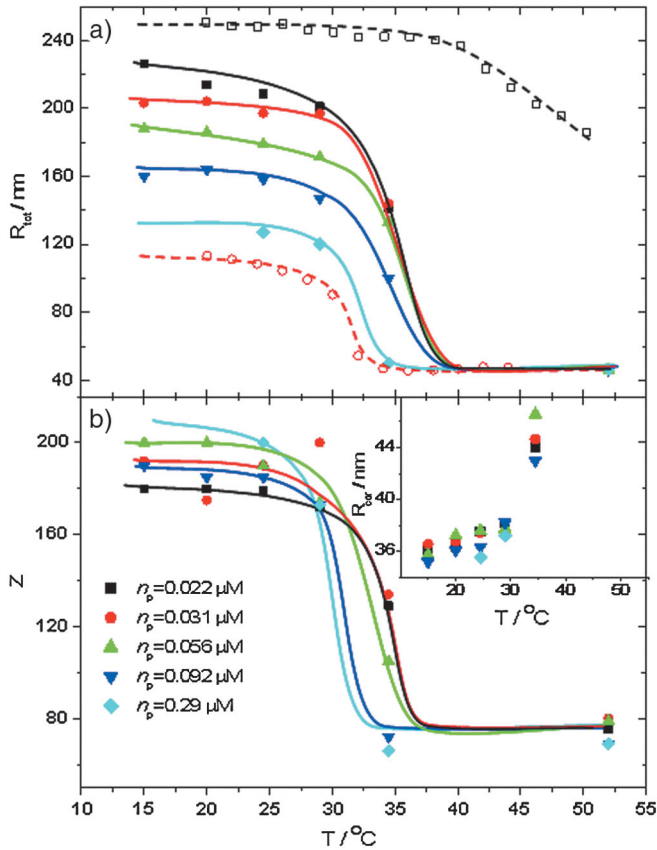 a)
R_tot/nm
240
200
160
120
80
40
b)
Z
200
160
120
80
n_p=0.022 µM
n_p=0.031 µM
n_p=0.056 µM
n_p=0.092 µM
n_p=0.29 µM
R_cor/nm
44
40
36
20 30 40 50
T / °C
10 15 20 25 30 35 40 45 50 55
T / °C